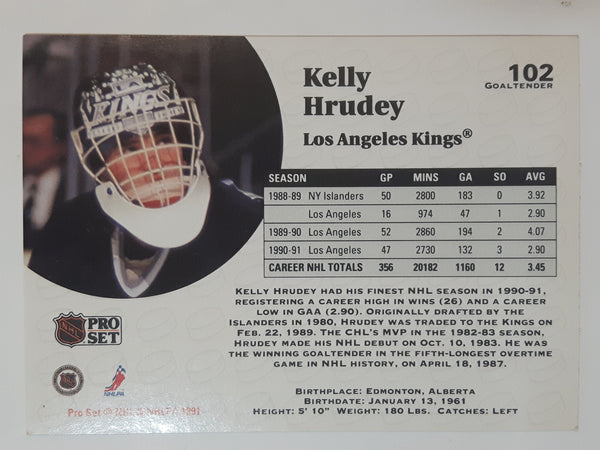 KINGS
Kelly
Hrudey
102
GOALTENDER
Los Angeles Kings®
SEASON GP MINS GA SO AVG
1988-89 NY Islanders 50 2800 183 0 3.92
Los Angeles 16 974 47 1 2.90
1989-90 Los Angeles 52 2860 194 2 4.07
1990-91 Los Angeles 47 2730 132 3 2.90
CAREER NHL TOTALS 356 20182 1160 12 3.45
KELLY HRUDEY HAD HIS FINEST NHL SEASON IN 1990-91,
REGISTERING A CAREER HIGH IN WINS (26) AND A CAREER
LOW IN GAA (2.90). ORIGINALLY DRAFTED BY THE
ISLANDERS IN 1980, HRUDEY WAS TRADED TO THE KINGS ON
FEB. 22, 1989. THE CHL'S MVP IN THE 1982-83 SEASON,
HRUDEY MADE HIS NHL DEBUT ON OCT. 10, 1983. HE WAS
THE WINNING GOALTENDER IN THE FIFTH-LONGEST OVERTIME
GAME IN NHL HISTORY, ON APRIL 18, 1987.
BIRTHPLACE: EDMONTON, ALBERTA
BIRTHDATE: JANUARY 13, 1961
HEIGHT: 5' 10" WEIGHT: 180 LBS. CATCHES: LEFT
NHL
PRO
SET
NHLPA
Pro Set © NHL & NHLPA 1991